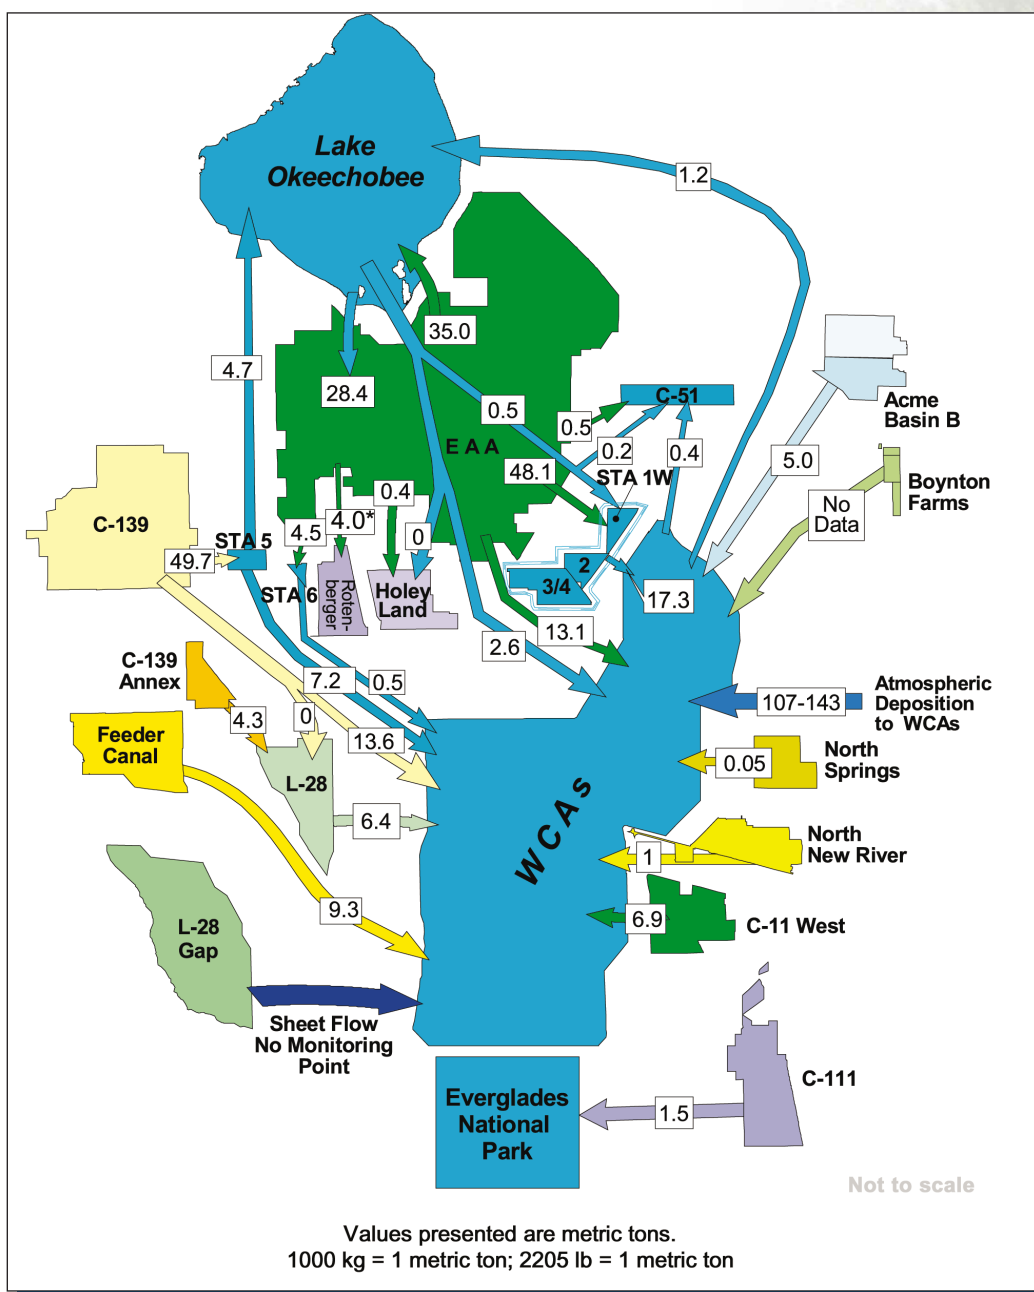 Lake
Okeechobee
1.2
35.0
4.7
28.4
0.5
C-51
0.5
Acme
Basin B
E A A
0.2
0.4
5.0
48.1
STA 1W
Boynton
Farms
0.4
No
Data
C-139
4.0*
4.5
0
STA 5
49.7
2
3/4
STA 6
Roten-
berger
Holey
Land
17.3
13.1
2.6
C-139
Annex
7.2
0.5
Atmospheric
Deposition
to WCAs
107-143
4.3
0
13.6
Feeder
Canal
North
Springs
0.05
L-28
6.4
WCAs
North
New River
1
9.3
6.9
C-11 West
L-28
Gap
Sheet Flow
No Monitoring
Point
C-111
Everglades
National
Park
1.5
Not to scale
Values presented are metric tons.
1000 kg = 1 metric ton; 2205 lb = 1 metric ton